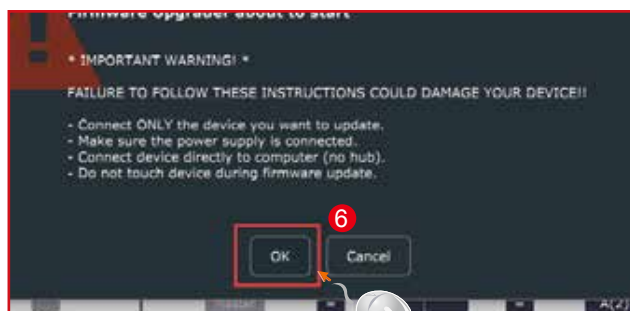 Firmware Upgrader about to start
* IMPORTANT WARNING! *
FAILURE TO FOLLOW THESE INSTRUCTIONS COULD DAMAGE YOUR DEVICE!!
- Connect ONLY the device you want to update.
- Make sure the power supply is connected.
- Connect device directly to computer (no hub).
- Do not touch device during firmware update.
6
OK Cancel
A(2)